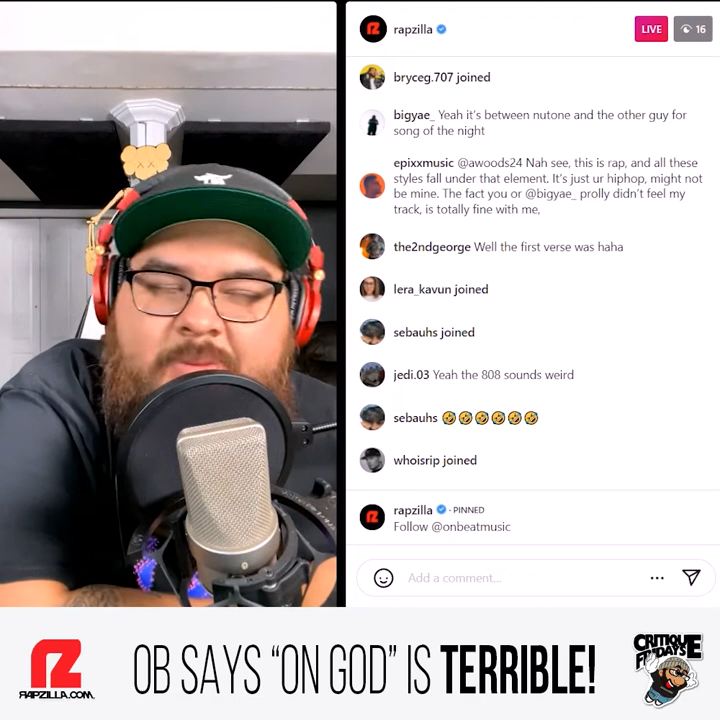 rapzilla
LIVE
16
bryceg.707 joined
bigyae_ Yeah it's between nutone and the other guy for
song of the night
epixxmusic @awoods24 Nah see, this is rap, and all these
styles fall under that element. It's just ur hiphop, might not
be mine. The fact you or @bigyae_ prolly didn't feel my
track, is totally fine with me,
the2ndgeorge Well the first verse was haha
lera_kavun joined
sebauhs joined
jedi.03 Yeah the 808 sounds weird
sebauhs 🤣🤣🤣🤣🤣🤣
whoisrip joined
rapzilla · PINNED
Follow @onbeatmusic
Add a comment...
RAPZILLA.COM
OB SAYS “ON GOD” IS TERRIBLE!
CRITIQUE
FRIDAYS